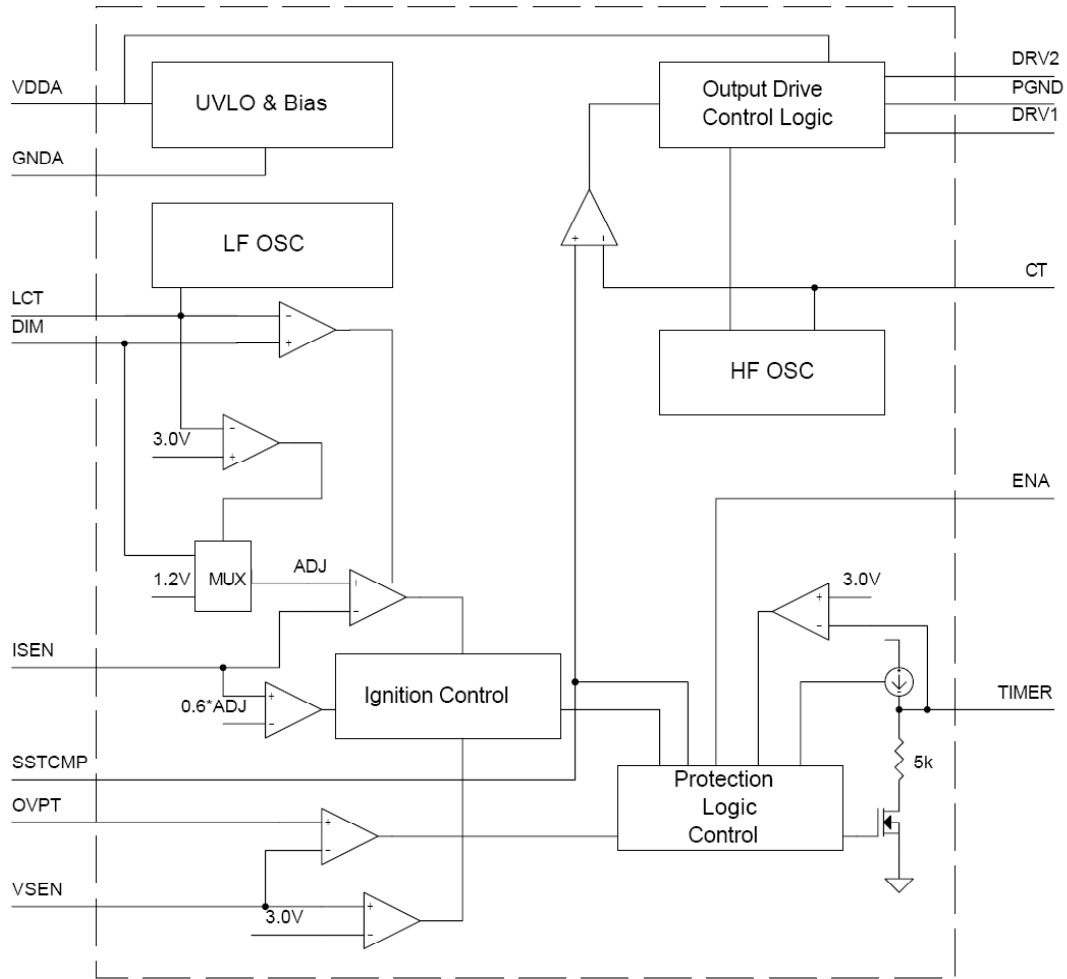 VDDA
UVLO & Bias
GNDA
LF OSC
LCT
DIM
-
+
3.0V
-
+
MUX
1.2V
ADJ
+
-
ISEN
0.6*ADJ
+
-
Ignition Control
SSTCMP
OVPT
+
-
VSEN
3.0V
+
-
Output Drive
Control Logic
DRV2
PGND
DRV1
+
-
CT
HF OSC
ENA
3.0V
+
-
TIMER
5k
Protection
Logic
Control